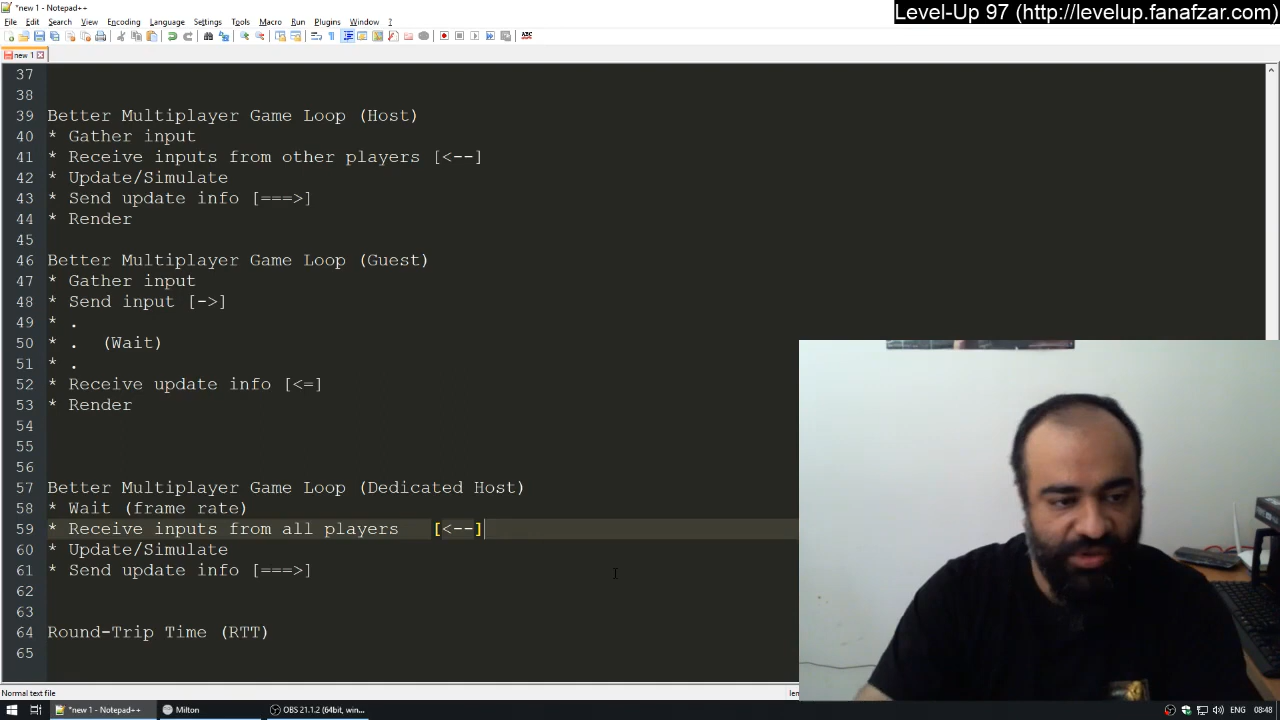 *new 1 - Notepad++
Level-Up 97 (http://levelup.fanafzar.com)
File Edit Search View Encoding Language Settings Tools Macro Run Plugins Window ?
new 1
37
38
39 Better Multiplayer Game Loop (Host)
40 * Gather input
41 * Receive inputs from other players [<--]
42 * Update/Simulate
43 * Send update info [===>]
44 * Render
45
46 Better Multiplayer Game Loop (Guest)
47 * Gather input
48 * Send input [->]
49 * .
50 * . (Wait)
51 * .
52 * Receive update info [<=]
53 * Render
54
55
56
57 Better Multiplayer Game Loop (Dedicated Host)
58 * Wait (frame rate)
59 * Receive inputs from all players [<--]
60 * Update/Simulate
61 * Send update info [===>]
62
63
64 Round-Trip Time (RTT)
65
Normal text file
*new 1 - Notepad++ Milton OBS 21.1.2 (64bit, win... ENG 08:48